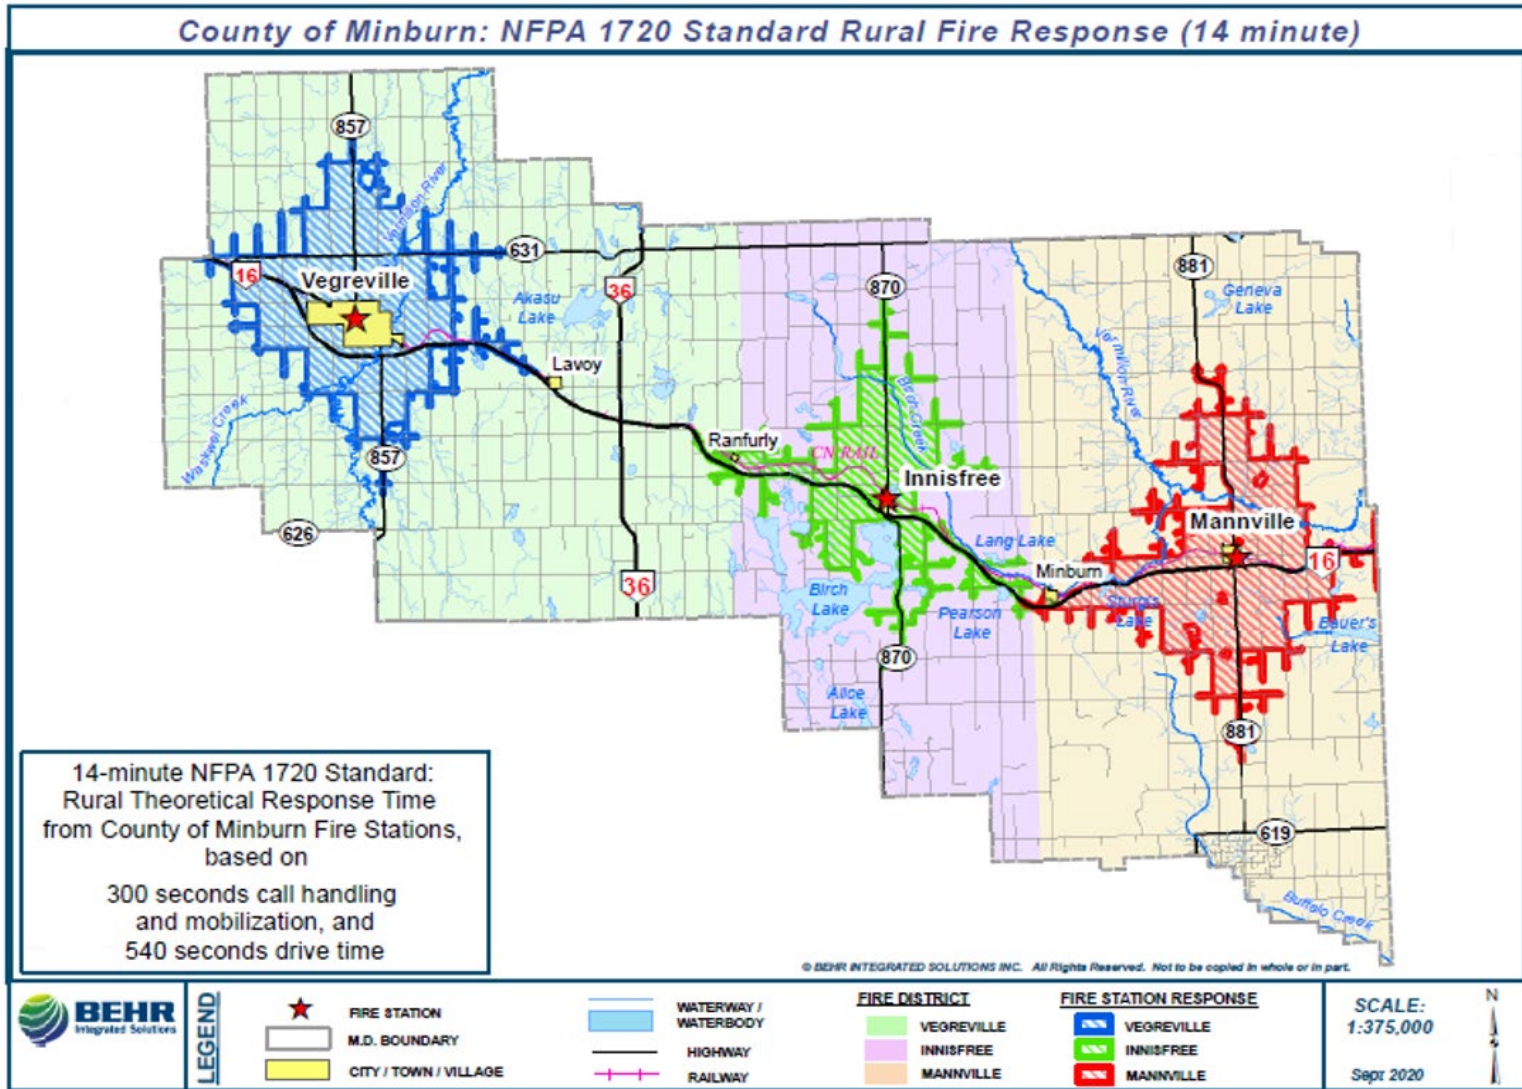 County of Minburn: NFPA 1720 Standard Rural Fire Response (14 minute)
857
Vermilion River
631
16
Vegreville
Akasu
Lake
36
Lavoy
Waskwei Creek
857
626
36
870
881
Geneva
Lake
Vermilion River
Birch Creek
Ranfurly
CN RAIL
Innisfree
Mannville
Lang Lake
Minburn
16
Birch
Lake
Pearson
Lake
Sturgis
Lake
Bauer's
Lake
870
Alice
Lake
881
619
Buffalo Creek
14-minute NFPA 1720 Standard:
Rural Theoretical Response Time
from County of Minburn Fire Stations,
based on
300 seconds call handling
and mobilization, and
540 seconds drive time
© BEHR INTEGRATED SOLUTIONS INC. All Rights Reserved. Not to be copied in whole or in part.
BEHR
Integrated Solutions
LEGEND
FIRE STATION
M.D. BOUNDARY
CITY / TOWN / VILLAGE
WATERWAY /
WATERBODY
HIGHWAY
RAILWAY
FIRE DISTRICT
VEGREVILLE
INNISFREE
MANNVILLE
FIRE STATION RESPONSE
VEGREVILLE
INNISFREE
MANNVILLE
SCALE:
1:375,000
Sept 2020
N